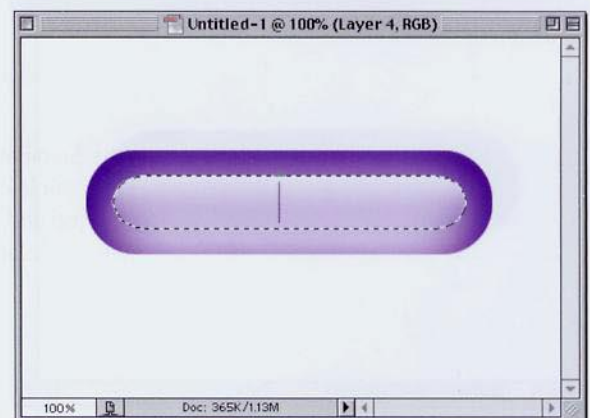 Untitled-1 @ 100% (Layer 4, RGB)
100%
Doc: 365K/1.13M